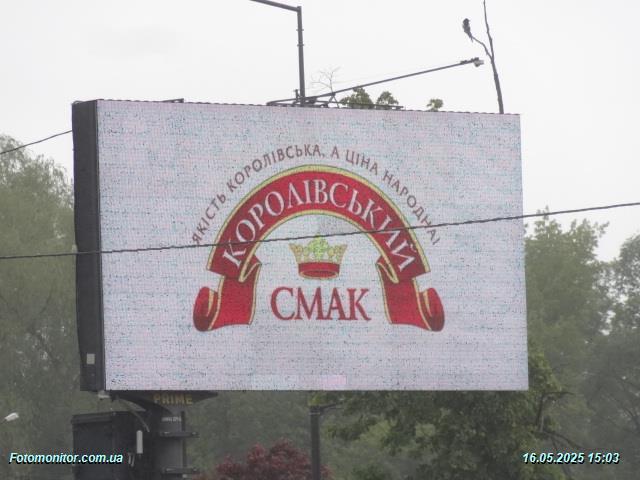 ЯКІСТЬ КОРОЛІВСЬКА, А ЦІНА НАРОДНА!
КОРОЛІВСЬКИЙ
СМАК
PRIME
Fotomonitor.com.ua
16.05.2025 15:03